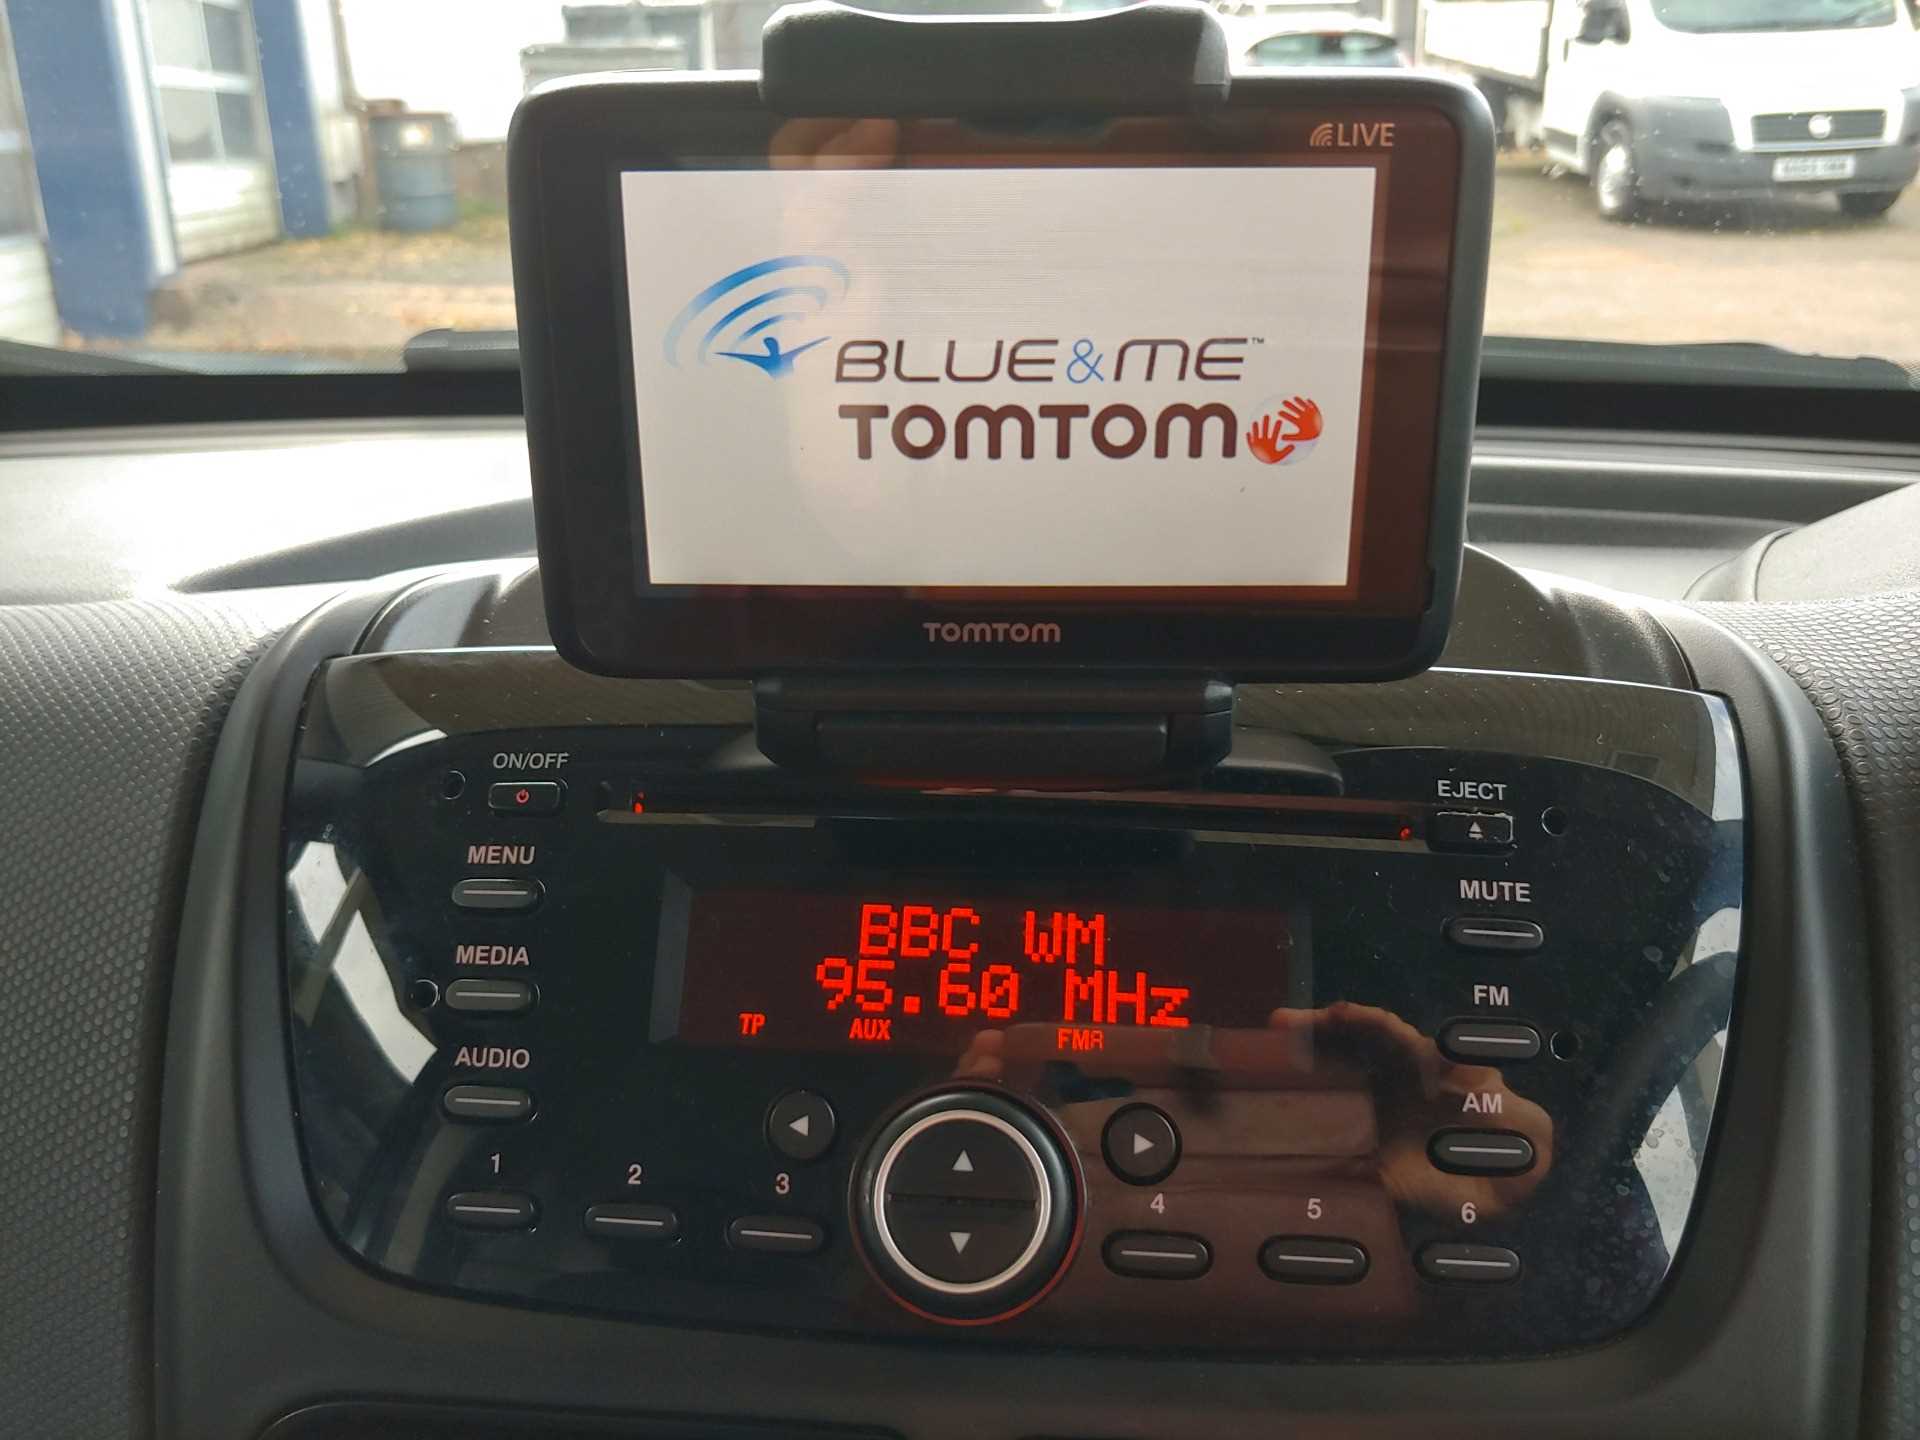 LIVE
BLUE&ME™
TOMTOM
TOMTOM
ON/OFF
EJECT
MENU
MUTE
MEDIA
FM
AUDIO
AM
BBC WM
95.60 MHz
TP AUX FMA
1 2 3 4 5 6